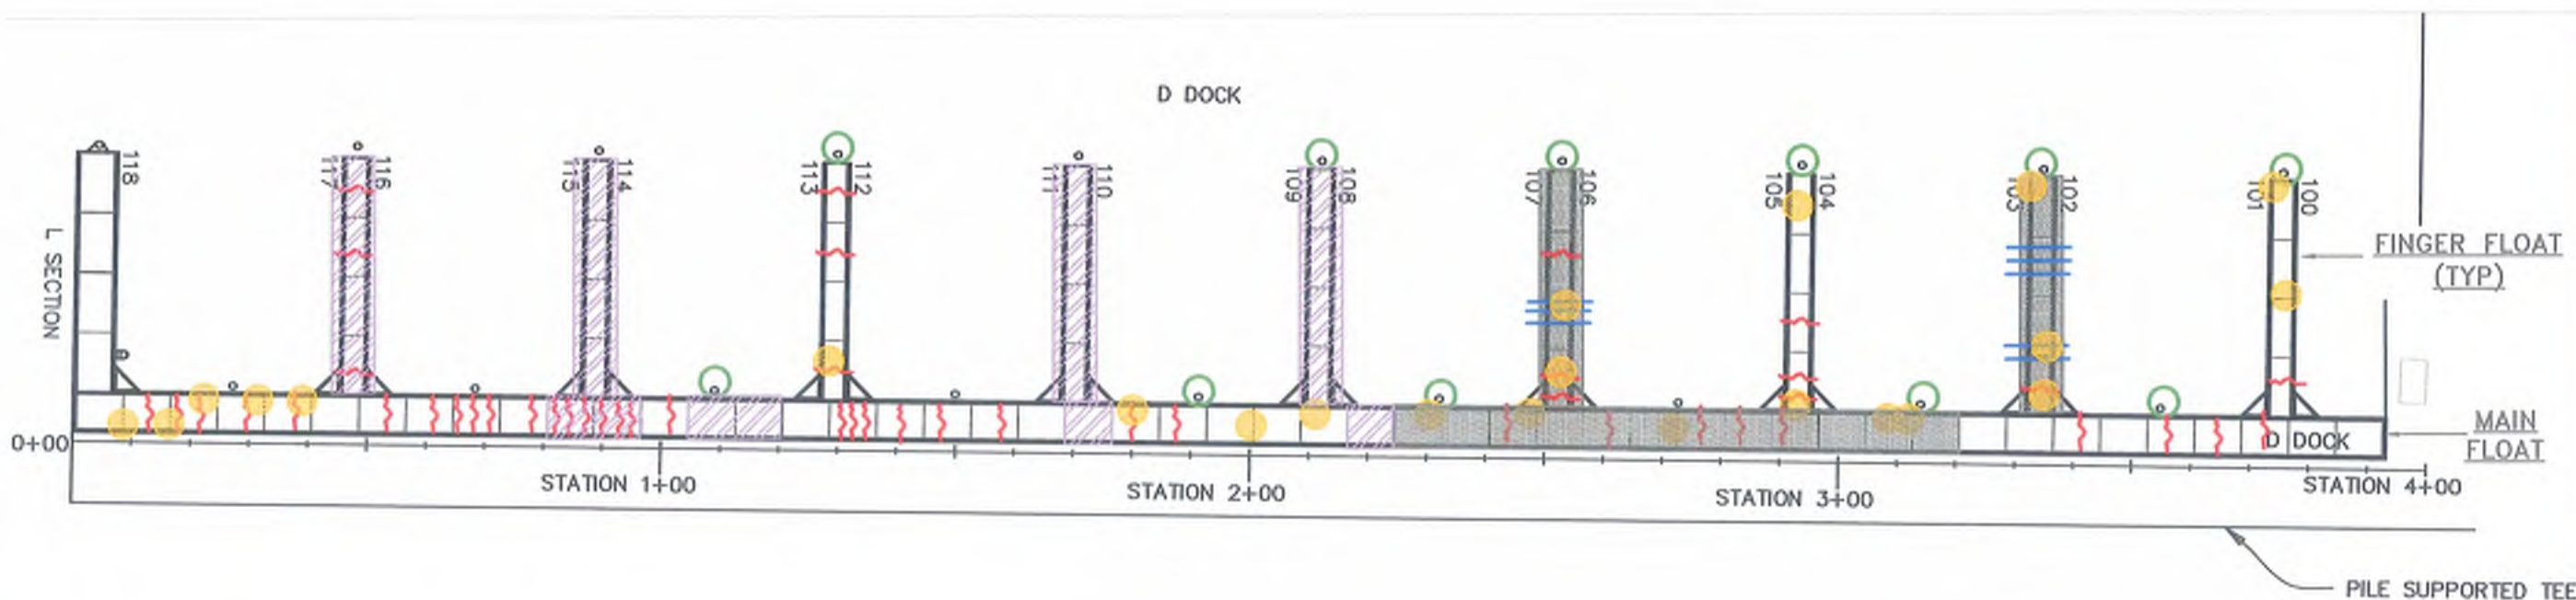 D DOCK
118
117
116
115
114
113
112
111
110
109
108
107
106
105
104
103
102
101
100
L SECTION
FINGER FLOAT
(TYP)
D DOCK
MAIN
FLOAT
0+00
STATION 1+00
STATION 2+00
STATION 3+00
STATION 4+00
PILE SUPPORTED TEE